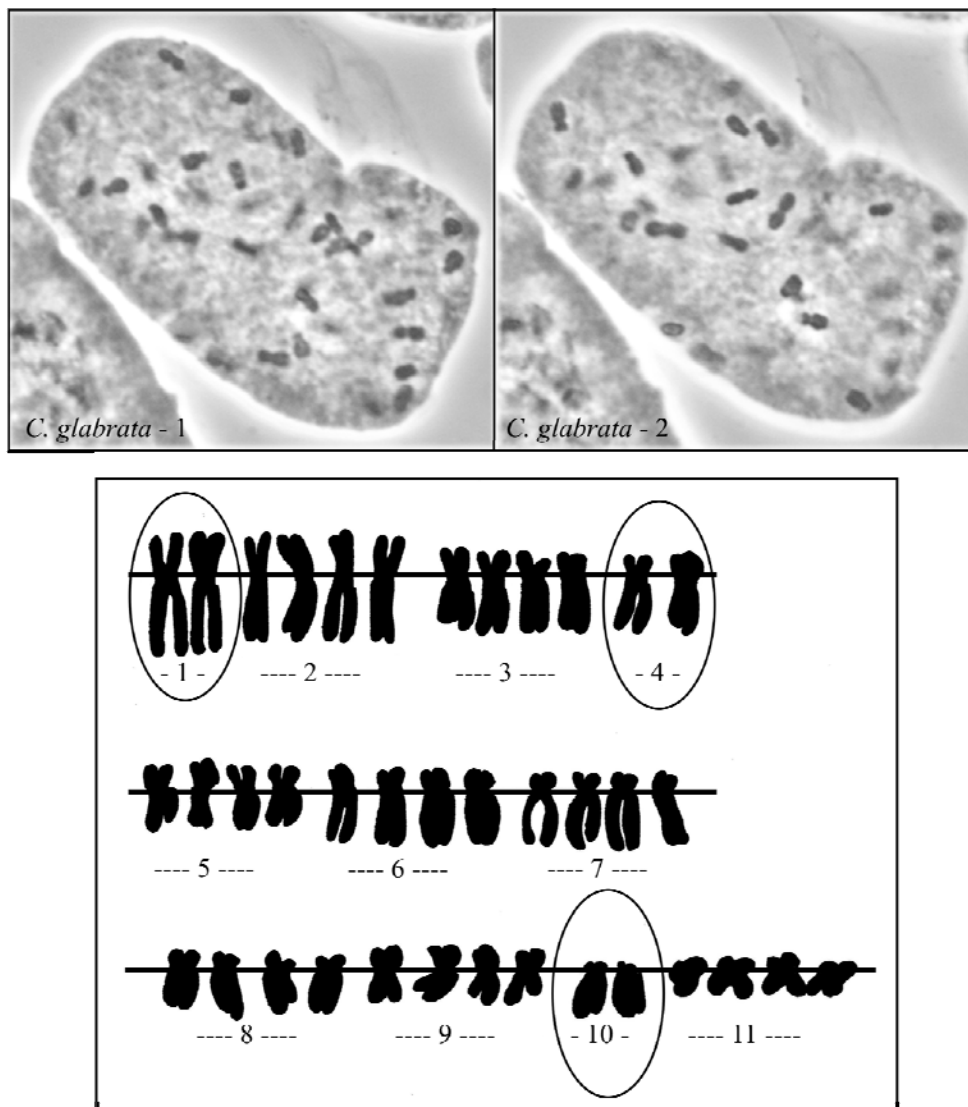 C. glabrata - 1
C. glabrata - 2
- 1 - ---- 2 ---- ---- 3 ---- - 4 -
---- 5 ---- ---- 6 ---- ---- 7 ----
---- 8 ---- ---- 9 ---- - 10 - ---- 11 ----